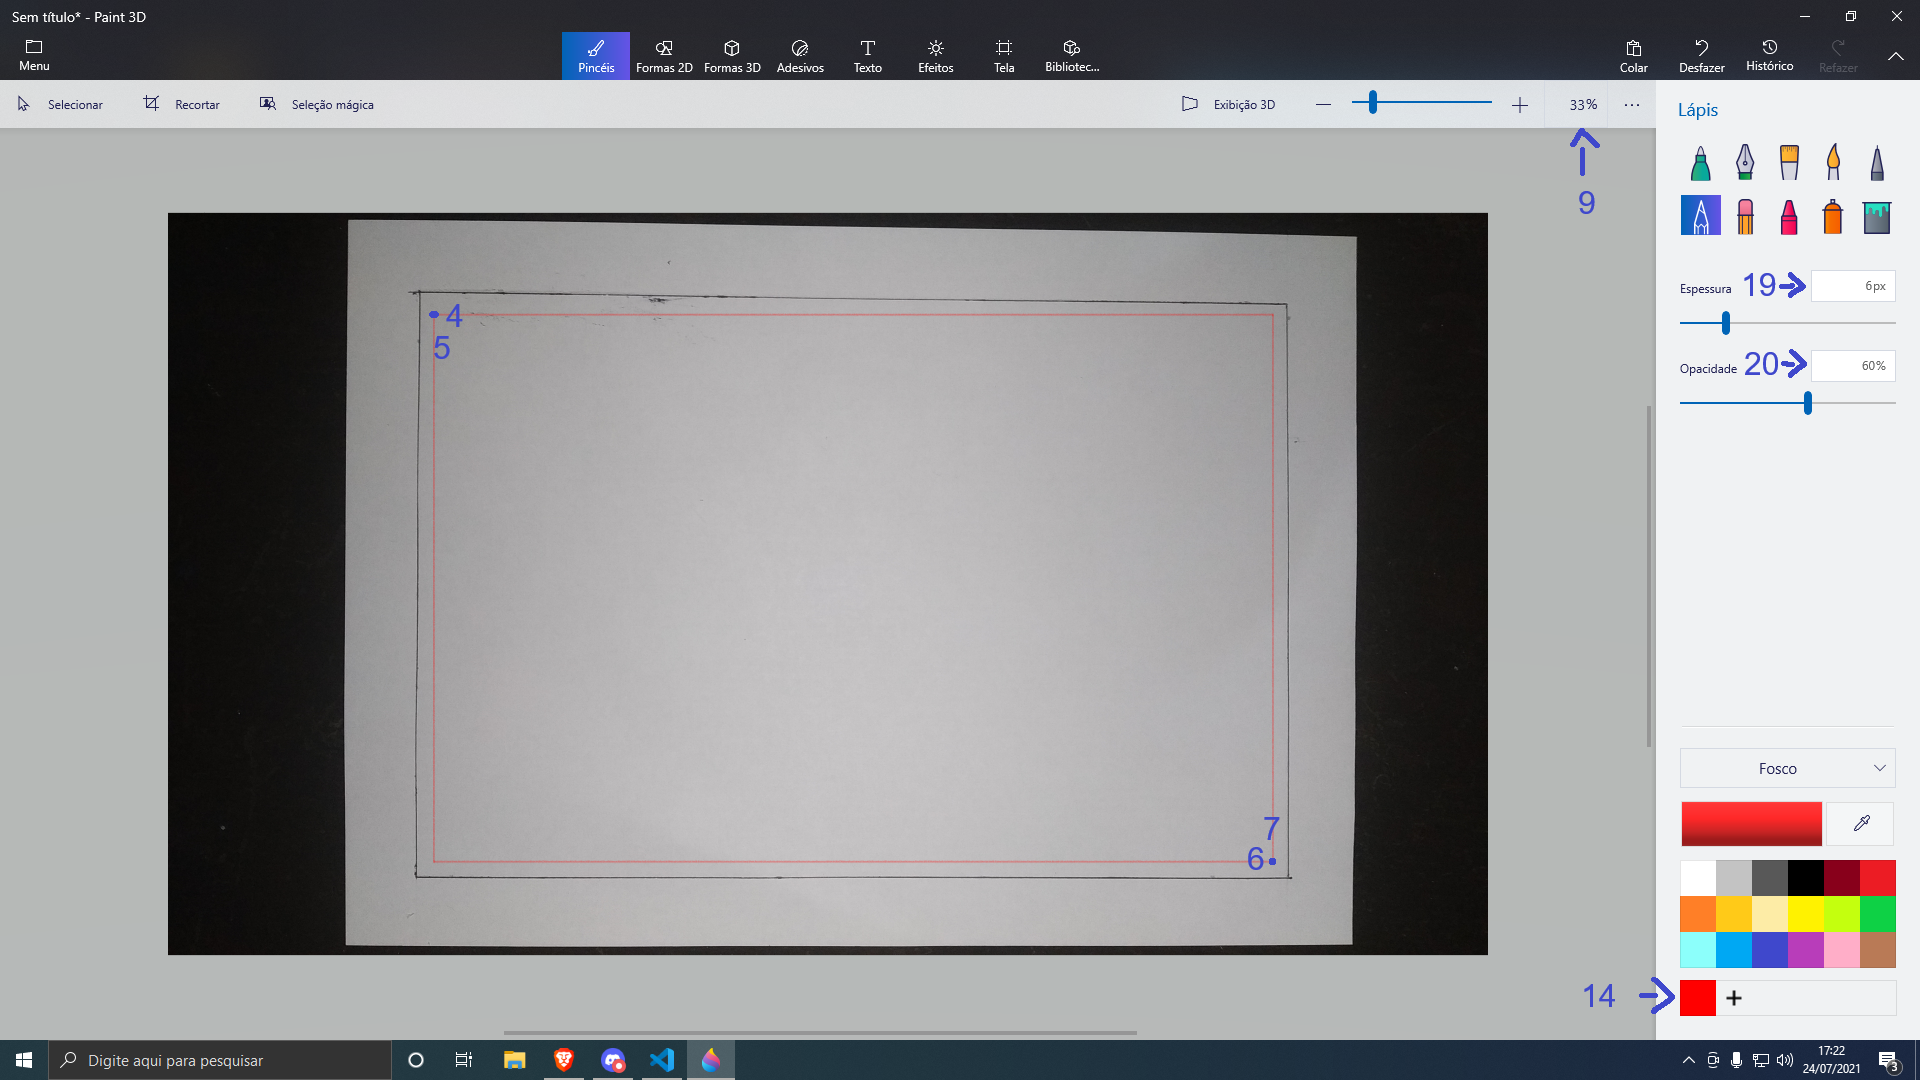 Sem título* - Paint 3D
Menu
Pincéis
Formas 2D
Formas 3D
Adesivos
Texto
Efeitos
Tela
Bibliotec...
Colar
Desfazer
Histórico
Refazer
Selecionar
Recortar
Seleção mágica
Exibição 3D
33%
Lápis
9
Espessura 19 6px
Opacidade 20 60%
4
5
7
6
Fosco
14
+
Digite aqui para pesquisar
17:22
24/07/2021
3